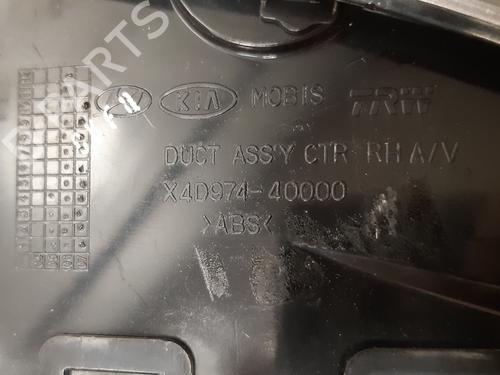 KIA MOBIS TRW
DUCT ASS'Y CTR RH A/V
X4D974-40000
>ABS<